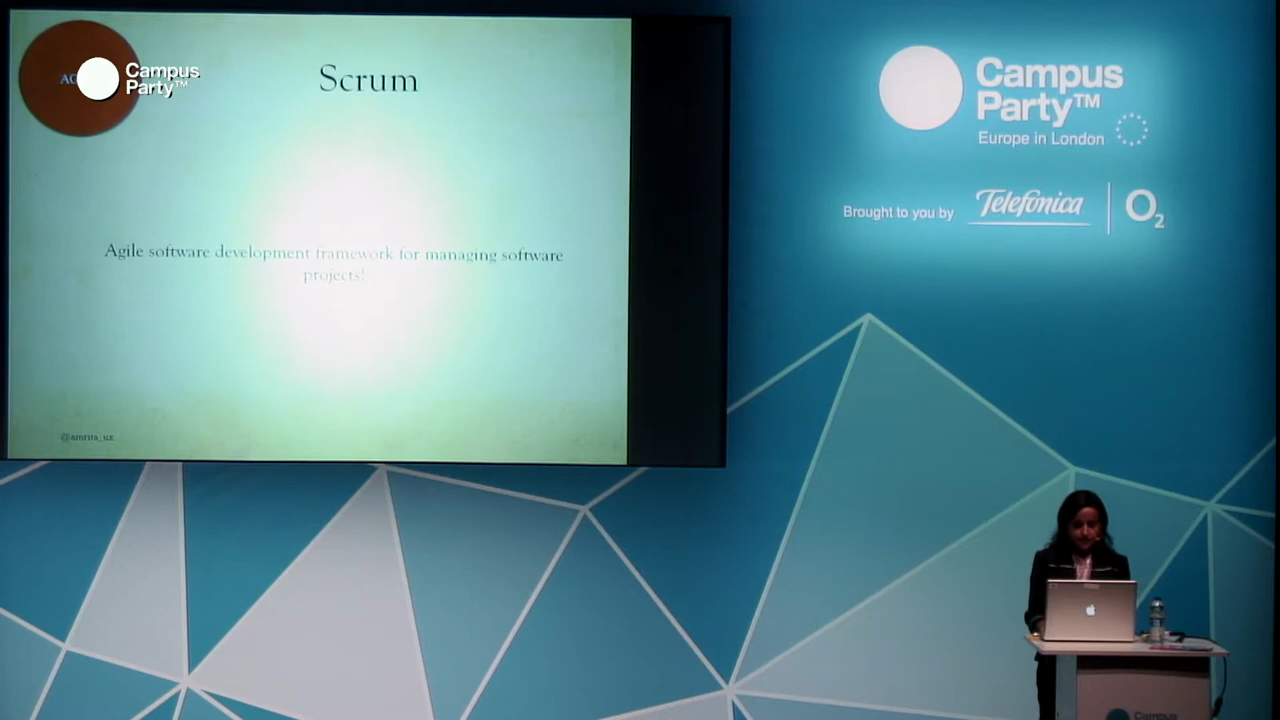 Campus
Party™
Scrum
Agile software development framework for managing software
projects!
@amrita_ux
Campus
Party™
Europe in London
Brought to you by
Telefónica
O2
Campus